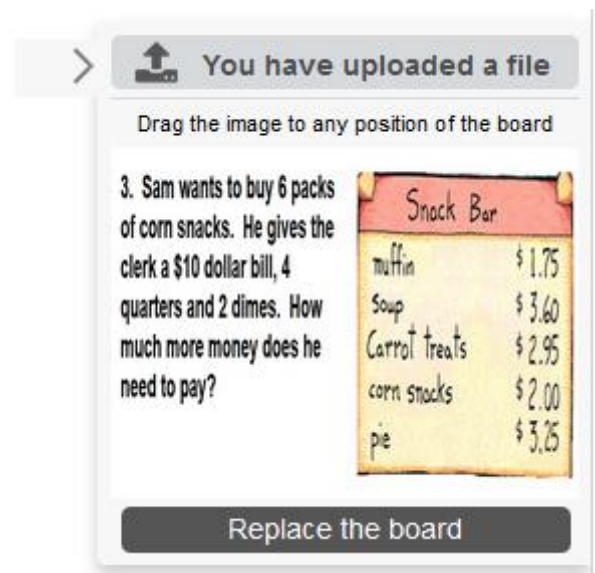 You have uploaded a file
Drag the image to any position of the board
3. Sam wants to buy 6 packs
of corn snacks. He gives the
clerk a $10 dollar bill, 4
quarters and 2 dimes. How
much more money does he
need to pay?
Snack Bar
muffin $1.75
Soup $3.60
Carrot treats $2.95
corn snacks $2.00
pie $3.25
Replace the board